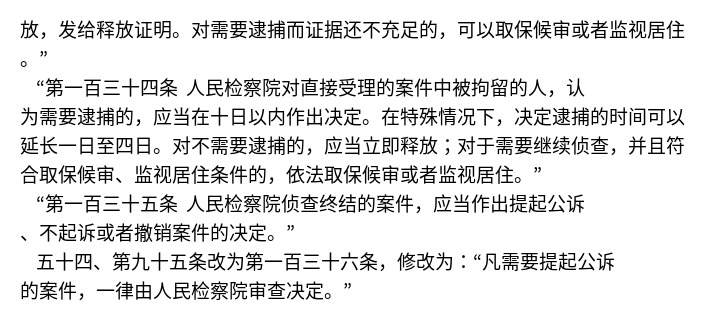 放，发给释放证明。对需要逮捕而证据还不充足的，可以取保候审或者监视居住
。”
“第一百三十四条  人民检察院对直接受理的案件中被拘留的人，认
为需要逮捕的，应当在十日以内作出决定。在特殊情况下，决定逮捕的时间可以
延长一日至四日。对不需要逮捕的，应当立即释放；对于需要继续侦查，并且符
合取保候审、监视居住条件的，依法取保候审或者监视居住。”
“第一百三十五条  人民检察院侦查终结的案件，应当作出提起公诉
、不起诉或者撤销案件的决定。”
五十四、第九十五条改为第一百三十六条，修改为：“凡需要提起公诉
的案件，一律由人民检察院审查决定。”